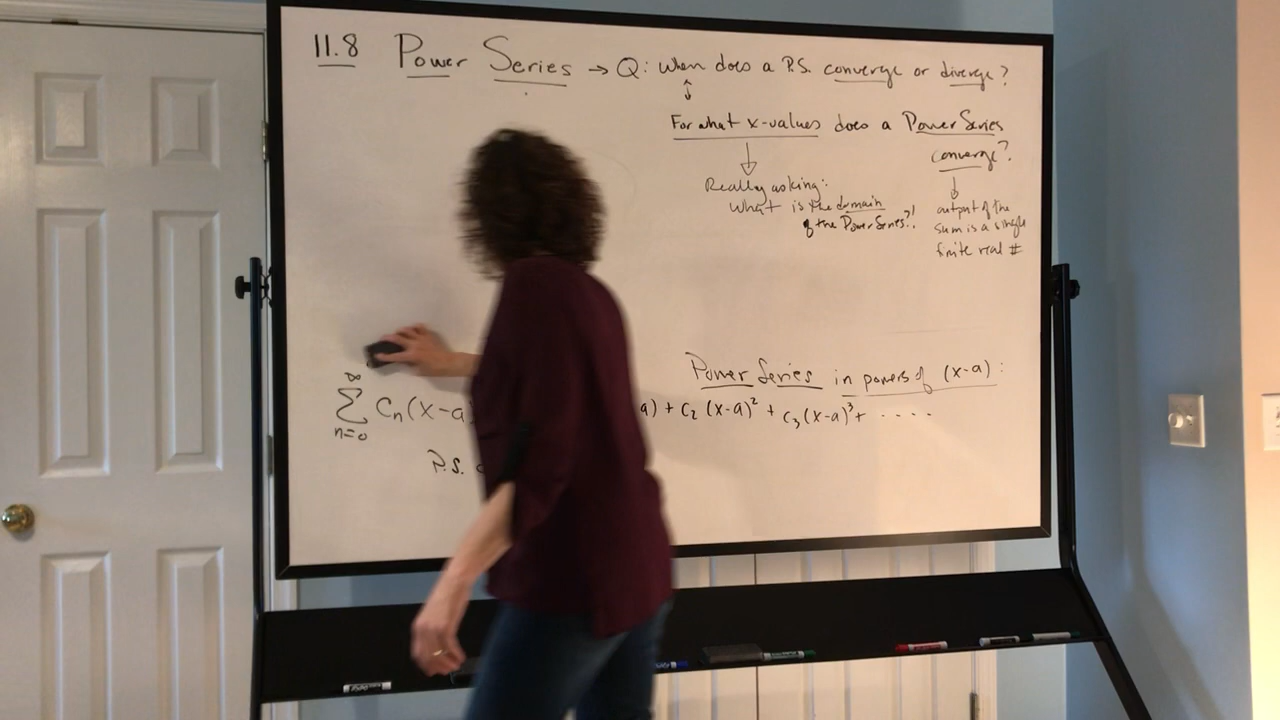 11.8 Power Series → Q: When does a P.S. converge or diverge?
↕
For what x-values does a Power Series
converge?
Really asking:
What is the domain
of the Power Series?!
output of the
sum is a single
finite real #
Power Series in powers of (x-a):
∞
∑ Cn(x-a
n=0
a) + C2 (x-a)² + C3 (x-a)³ + ....
P.S.